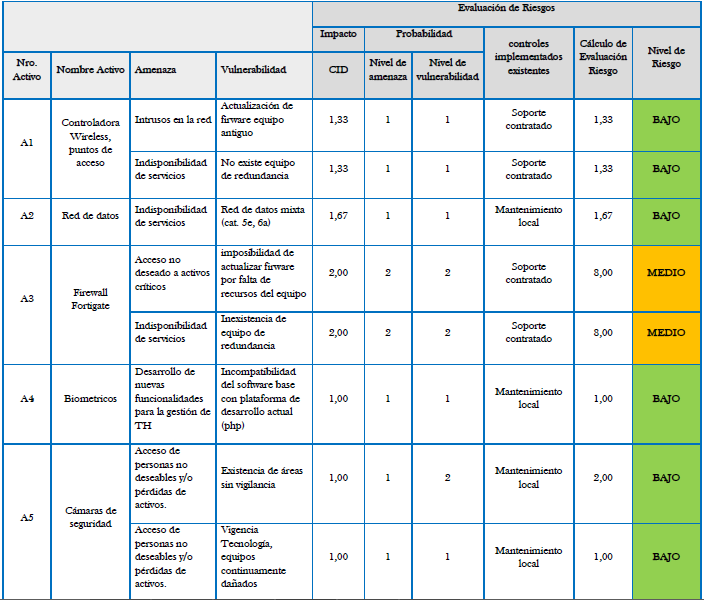 Evaluación de Riesgos
Impacto
Probabilidad
controles
implementados
existentes
Cálculo de
Evaluación
Riesgo
Nivel de
Riesgo
Nro.
Activo
Nombre Activo
Amenaza
Vulnerabilidad
CID
Nivel de
amenaza
Nivel de
vulnerabilidad
A1
Controladora
Wireless,
puntos de
acceso
Intrusos en la red
Actualización de
firware equipo
antiguo
1,33
1
1
Soporte
contratado
1,33
BAJO
Indisponibilidad
de servicios
No existe equipo
de redundancia
1,33
1
1
Soporte
contratado
1,33
BAJO
A2
Red de datos
Indisponibilidad
de servicios
Red de datos mixta
(cat. 5e, 6a)
1,67
1
1
Mantenimiento
local
1,67
BAJO
A3
Firewall
Fortigate
Acceso no
deseado a activos
críticos
imposibilidad de
actualizar firware
por falta de
recursos del equipo
2,00
2
2
Soporte
contratado
8,00
MEDIO
Indisponibilidad
de servicios
Inexistencia de
equipo de
redundancia
2,00
2
2
Soporte
contratado
8,00
MEDIO
A4
Biometricos
Desarrollo de
nuevas
funcionalidades
para la gestión de
TH
Incompatibilidad
del software base
con plataforma de
desarrollo actual
(php)
1,00
1
1
Mantenimiento
local
1,00
BAJO
A5
Cámaras de
seguridad
Acceso de
personas no
deseables y/o
pérdidas de
activos.
Existencia de áreas
sin vigilancia
1,00
1
2
Mantenimiento
local
2,00
BAJO
Acceso de
personas no
deseables y/o
pérdidas de
activos.
Vigencia
Tecnología,
equipos
continuamente
dañados
1,00
1
1
Mantenimiento
local
1,00
BAJO